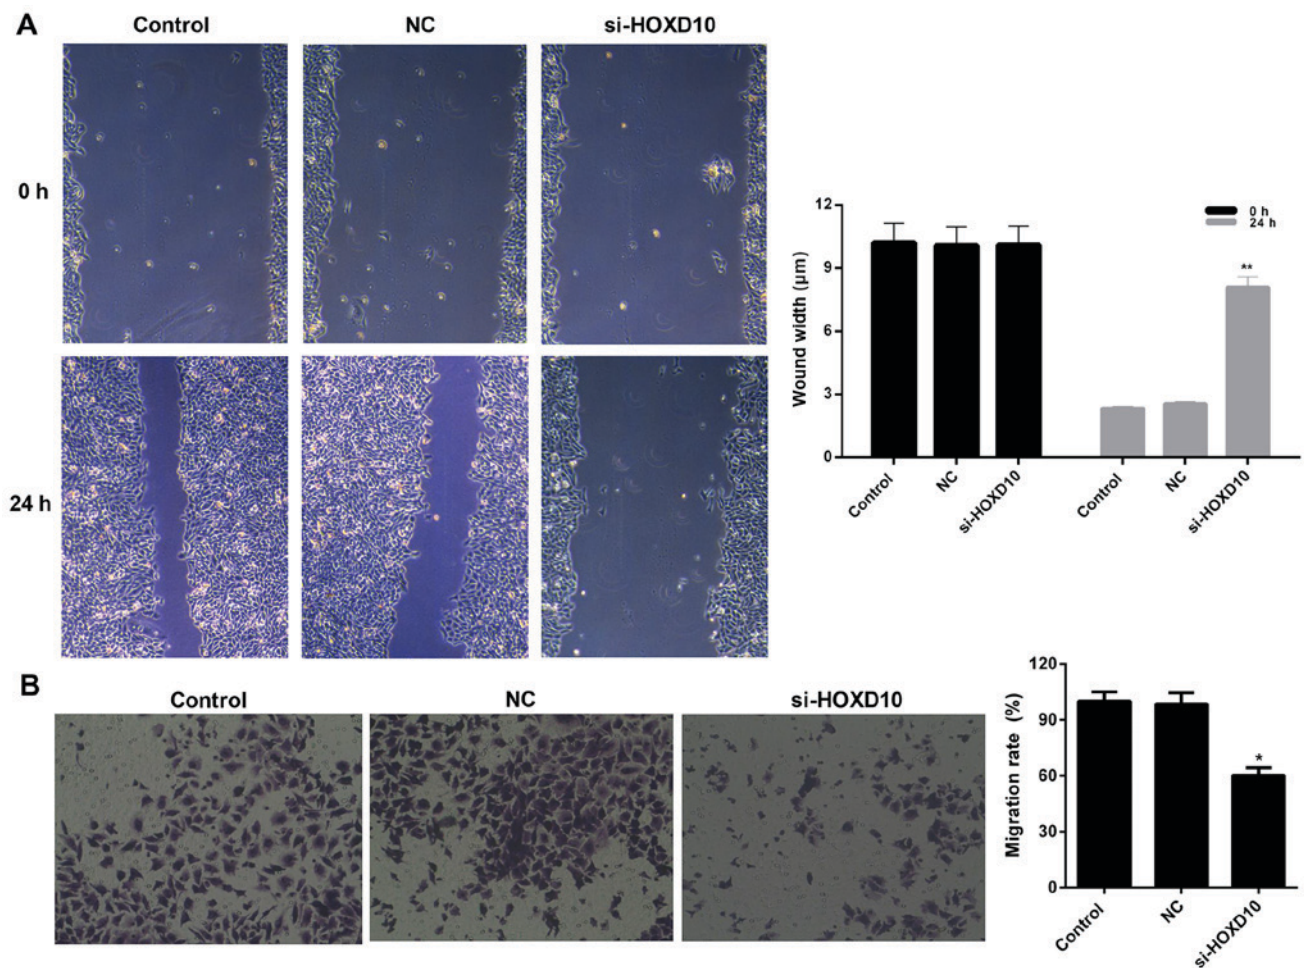 A
Control
NC
si-HOXD10
0 h
24 h
12
9
6
3
0
Wound width (μm)
0 h
24 h
**
Control
NC
si-HOXD10
Control
NC
si-HOXD10
B
Control
NC
si-HOXD10
120
90
60
30
0
Migration rate (%)
*
Control
NC
si-HOXD10